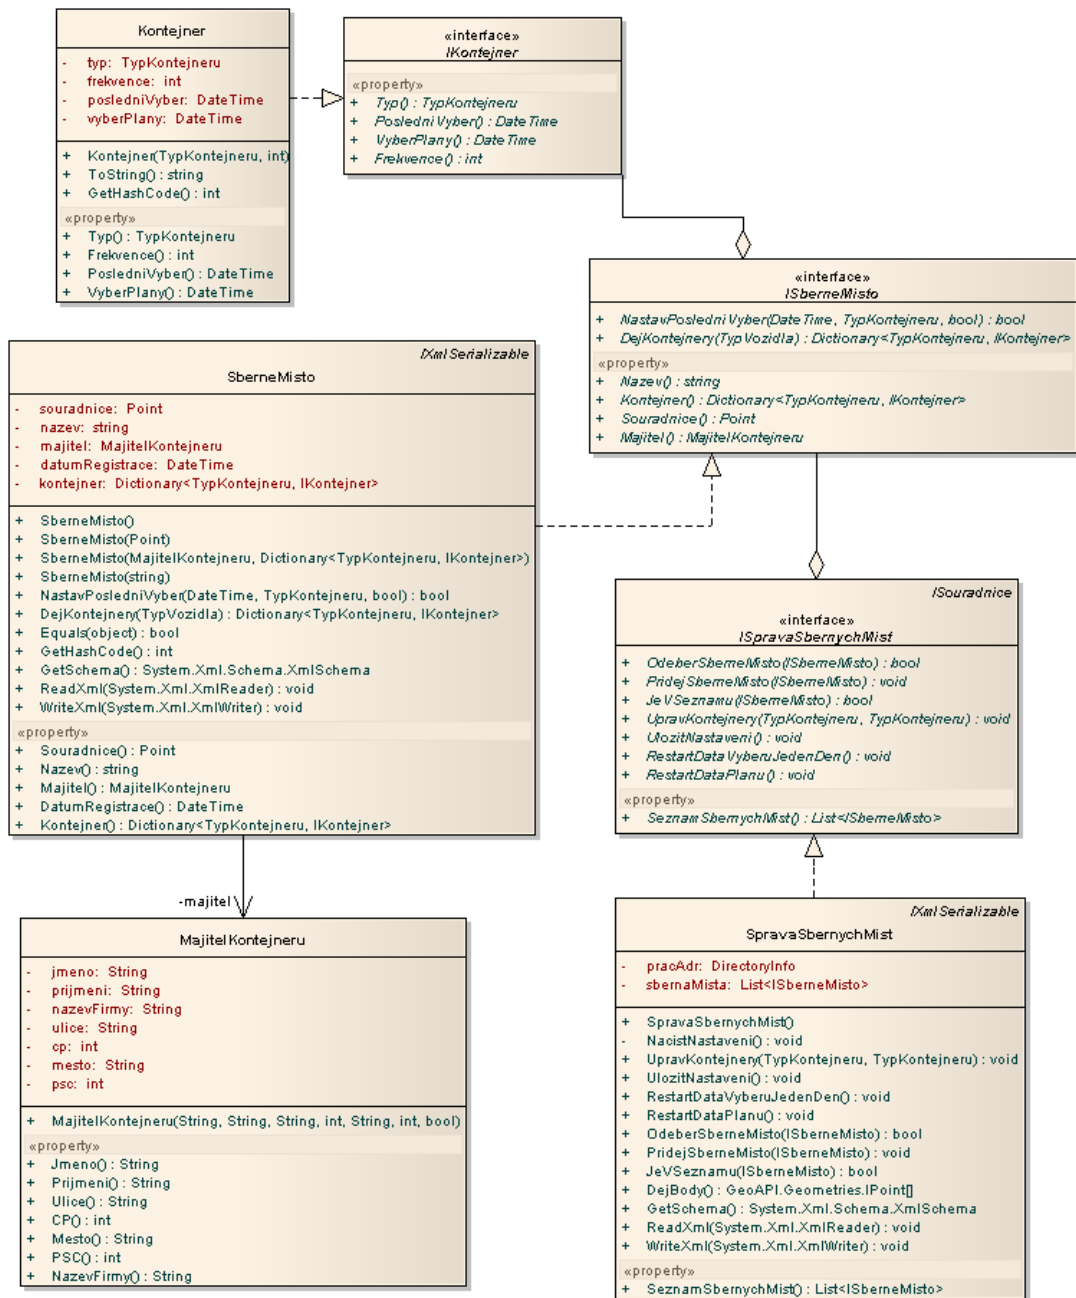 Kontejner
- typ: TypKontejneru
- frekvence: int
- posledniVyber: DateTime
- vyberPlany: DateTime
+ Kontejner(TypKontejneru, int)
+ ToString() : string
+ GetHashCode() : int
«property»
+ Typ() : TypKontejneru
+ Frekvence() : int
+ PosledniVyber() : DateTime
+ VyberPlany() : DateTime
«interface»
IKontejner
«property»
+ Typ() : TypKontejneru
+ PosledniVyber() : DateTime
+ VyberPlany() : DateTime
+ Frekvence() : int
«interface»
ISberneMisto
+ NastavPosledniVyber(DateTime, TypKontejneru, bool) : bool
+ DejKontejnery(TypVozidla) : Dictionary<TypKontejneru, IKontejner>
«property»
+ Nazev() : string
+ Kontejner() : Dictionary<TypKontejneru, IKontejner>
+ Souradnice() : Point
+ Majitel() : MajitelKontejneru
IXmlSerializable
SberneMisto
- souradnice: Point
- nazev: string
- majitel: MajitelKontejneru
- datumRegistrace: DateTime
- kontejner: Dictionary<TypKontejneru, IKontejner>
+ SberneMisto()
+ SberneMisto(Point)
+ SberneMisto(MajitelKontejneru, Dictionary<TypKontejneru, IKontejner>)
+ SberneMisto(string)
+ NastavPosledniVyber(DateTime, TypKontejneru, bool) : bool
+ DejKontejnery(TypVozidla) : Dictionary<TypKontejneru, IKontejner>
+ Equals(object) : bool
+ GetHashCode() : int
+ GetSchema() : System.Xml.Schema.XmlSchema
+ ReadXml(System.Xml.XmlReader) : void
+ WriteXml(System.Xml.XmlWriter) : void
«property»
+ Souradnice() : Point
+ Nazev() : string
+ Majitel() : MajitelKontejneru
+ DatumRegistrace() : DateTime
+ Kontejner() : Dictionary<TypKontejneru, IKontejner>
ISouradnice
«interface»
ISpravaSbernychMist
+ OdeberSberneMisto(ISberneMisto) : bool
+ PridejSberneMisto(ISberneMisto) : void
+ JeVSeznamu(ISberneMisto) : bool
+ UpravKontejnery(TypKontejneru, TypKontejneru) : void
+ UlozitNastaveni() : void
+ RestartDataVyberuJedenDen() : void
+ RestartDataPlanu() : void
«property»
+ SeznamSbernychMist() : List<ISberneMisto>
-majitel
MajitelKontejneru
- jmeno: String
- prijmeni: String
- nazevFirmy: String
- ulice: String
- cp: int
- mesto: String
- psc: int
+ MajitelKontejneru(String, String, String, int, String, int, bool)
«property»
+ Jmeno() : String
+ Prijmeni() : String
+ Ulice() : String
+ CP() : int
+ Mesto() : String
+ PSC() : int
+ NazevFirmy() : String
IXmlSerializable
SpravaSbernychMist
- pracAdr: DirectoryInfo
- sbernaMista: List<ISberneMisto>
+ SpravaSbernychMist()
- NacistNastaveni() : void
+ UpravKontejnery(TypKontejneru, TypKontejneru) : void
+ UlozitNastaveni() : void
+ RestartDataVyberuJedenDen() : void
+ RestartDataPlanu() : void
+ OdeberSberneMisto(ISberneMisto) : bool
+ PridejSberneMisto(ISberneMisto) : void
+ JeVSeznamu(ISberneMisto) : bool
+ DejBody() : GeoAPI.Geometries.IPoint[]
+ GetSchema() : System.Xml.Schema.XmlSchema
+ ReadXml(System.Xml.XmlReader) : void
+ WriteXml(System.Xml.XmlWriter) : void
«property»
+ SeznamSbernychMist() : List<ISberneMisto>